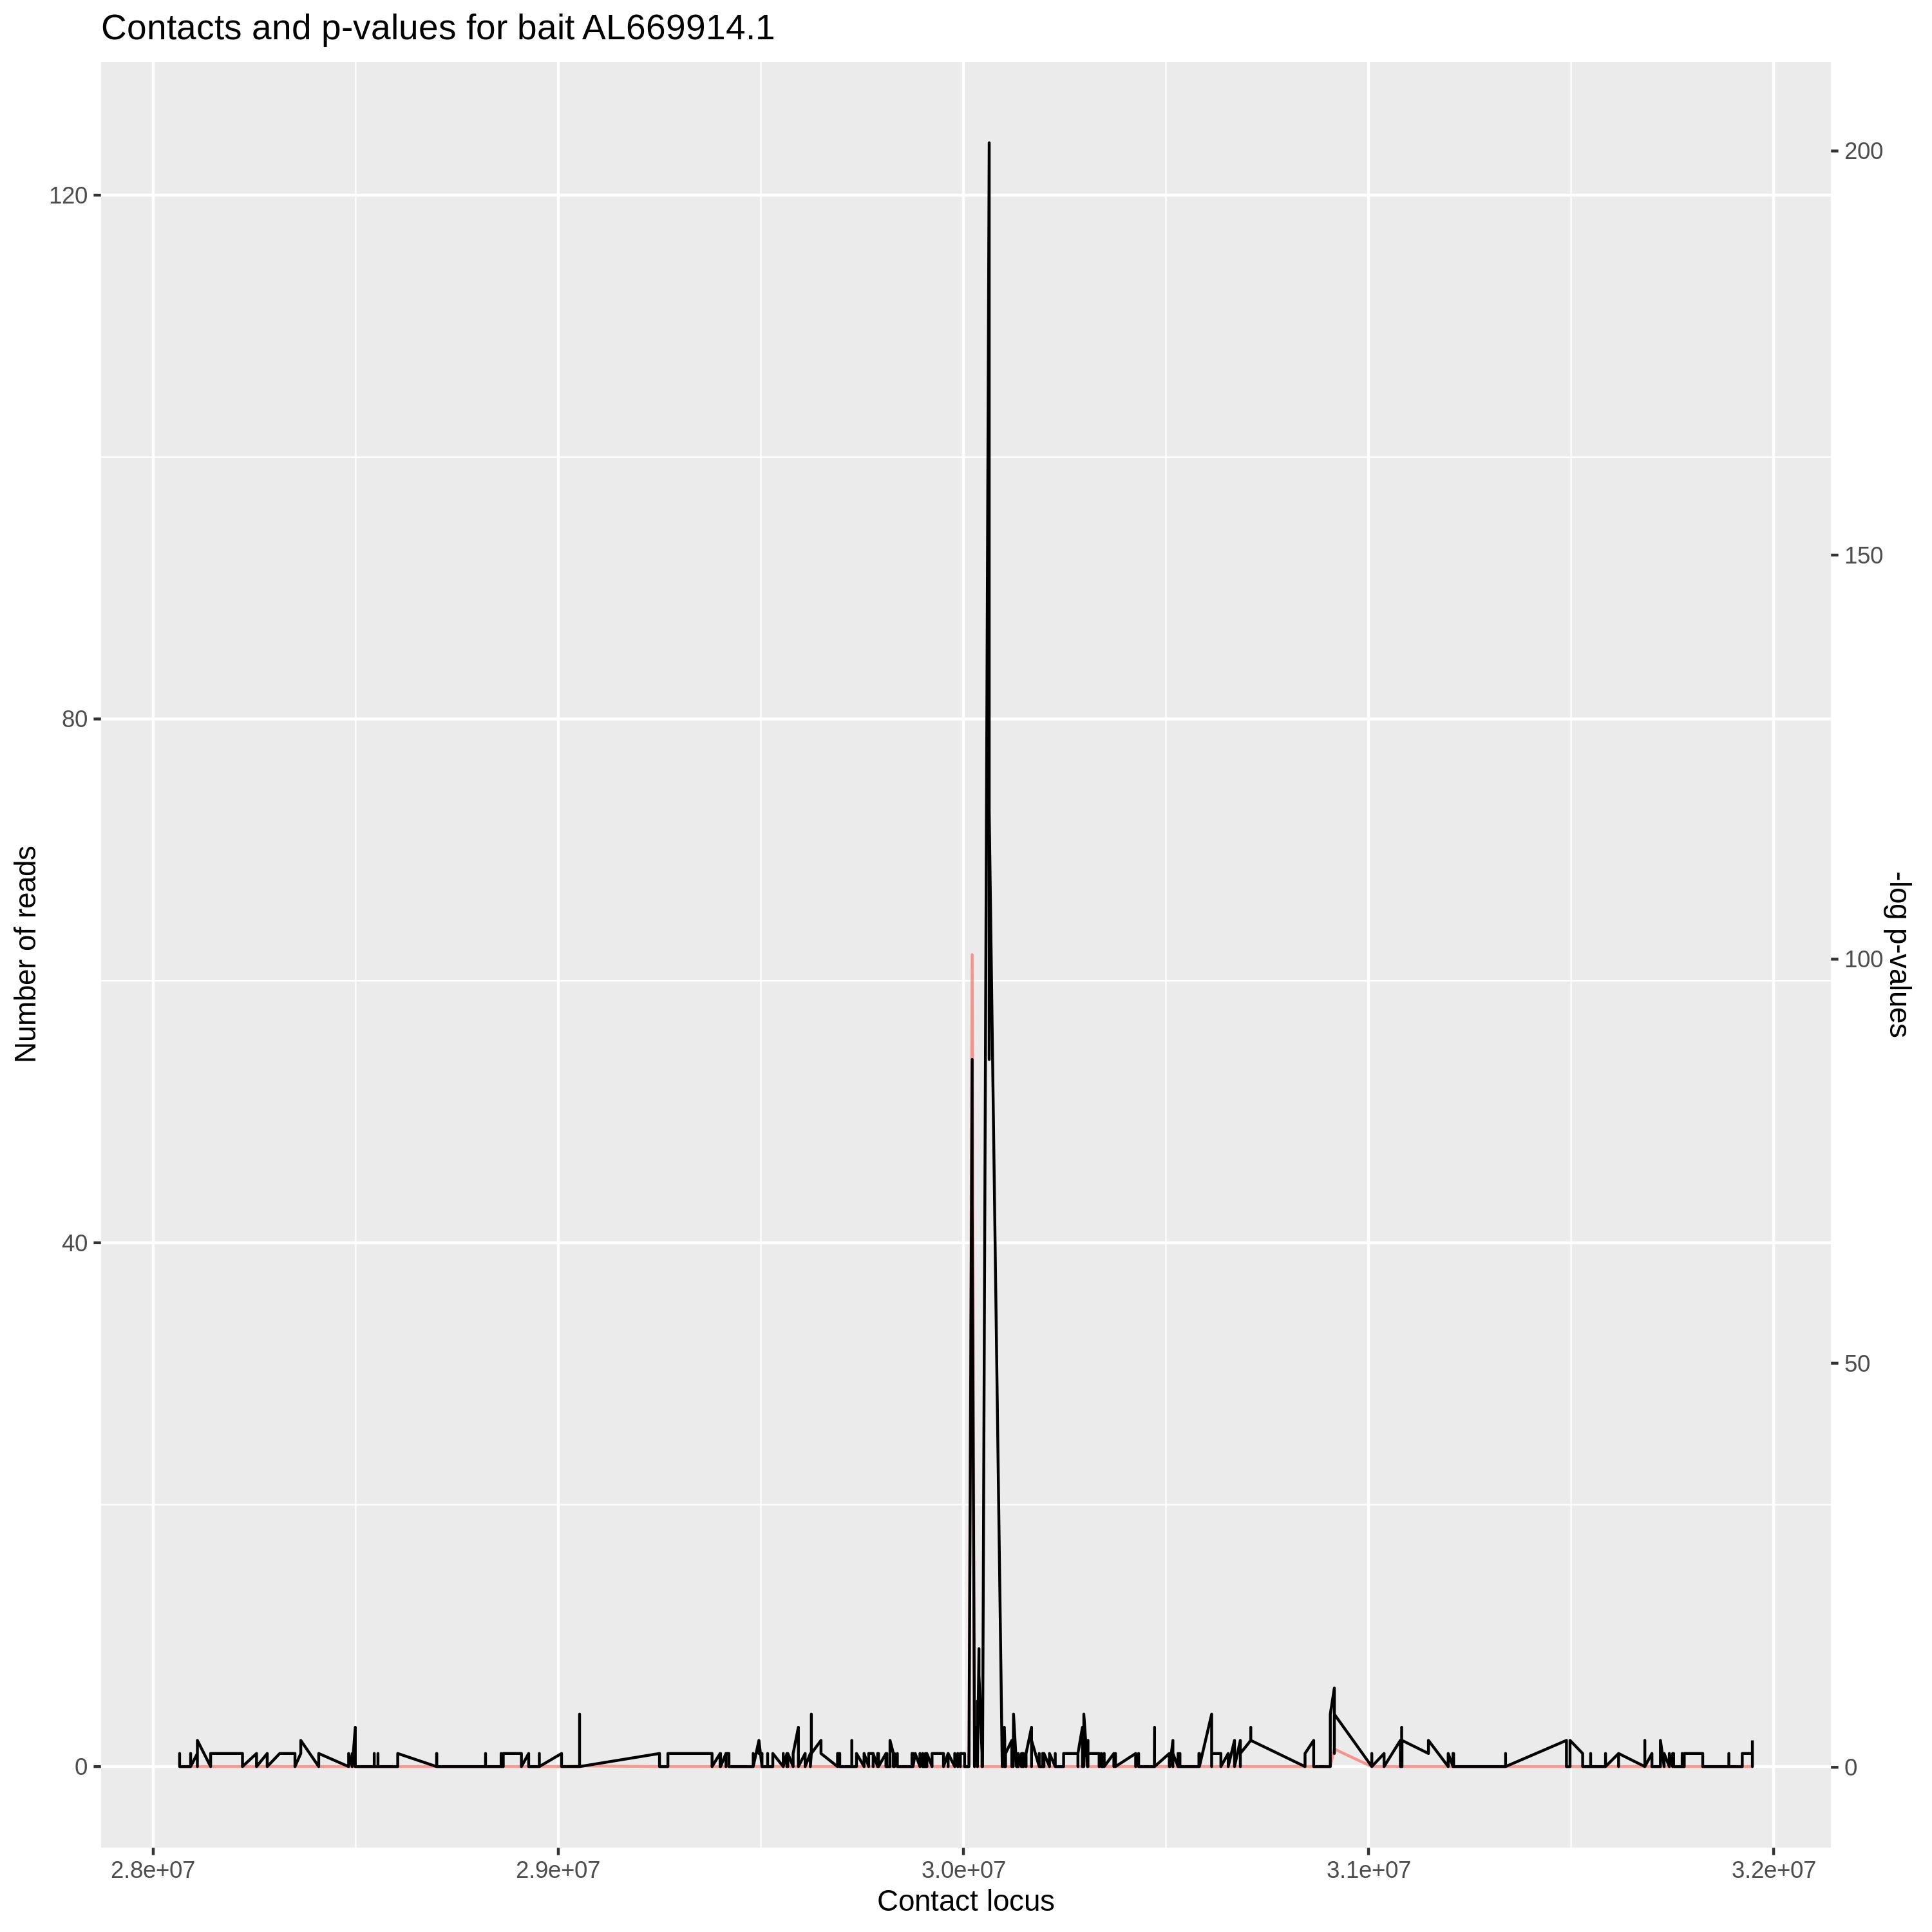 Contacts and p-values for bait AL669914.1
Number of reads
120
80
40
0
200
150
100
50
0
-log p-values
2.8e+07 2.9e+07 3.0e+07 3.1e+07 3.2e+07
Contact locus